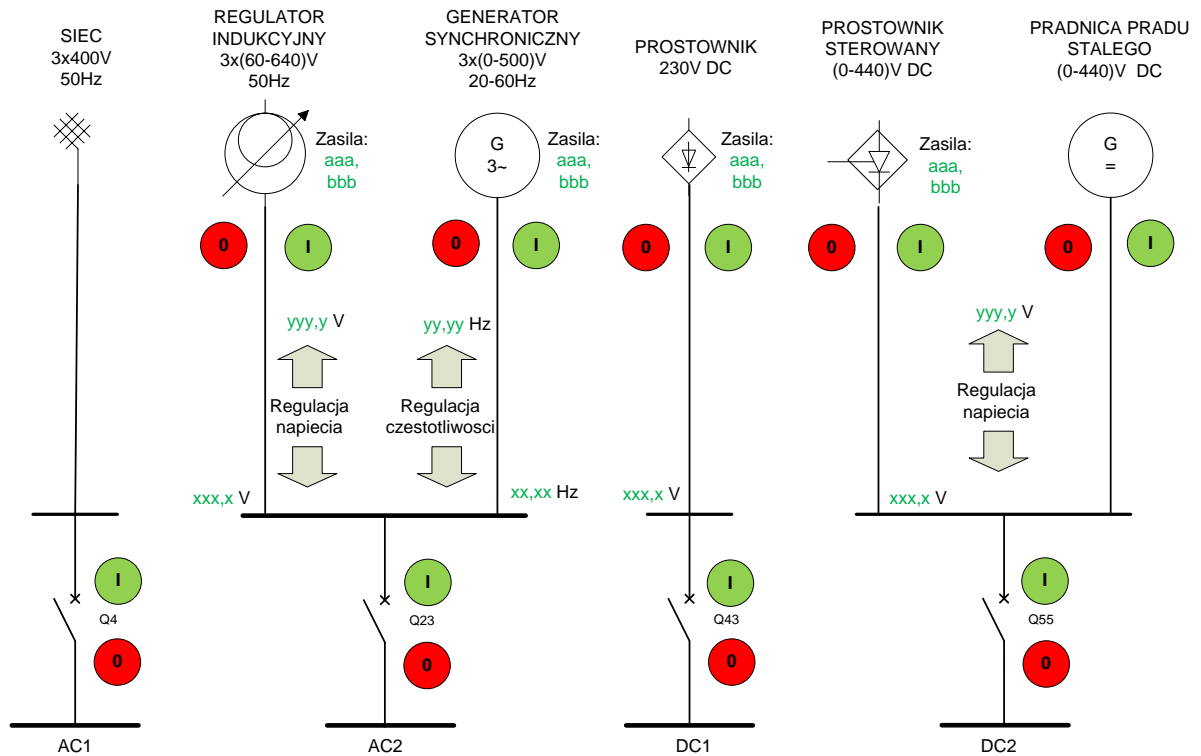 SIEC
3x400V
50Hz
REGULATOR
INDUKCYJNY
3x(60-640)V
50Hz
GENERATOR
SYNCHRONICZNY
3x(0-500)V
20-60Hz
PROSTOWNIK
230V DC
PROSTOWNIK
STEROWANY
(0-440)V DC
PRADNICA PRADU
STALEGO
(0-440)V DC
Zasila:
aaa,
bbb
G
3~
Zasila:
aaa,
bbb
Zasila:
aaa,
bbb
Zasila:
aaa,
bbb
G
=
0
I
0
I
0
I
0
I
0
I
yyy,y V
Regulacja
napiecia
yy,yy Hz
Regulacja
czestotliwosci
yyy,y V
Regulacja
napiecia
xxx,x V
xx,xx Hz
xxx,x V
xxx,x V
I
Q4
0
I
Q23
0
I
Q43
0
I
Q55
0
AC1
AC2
DC1
DC2